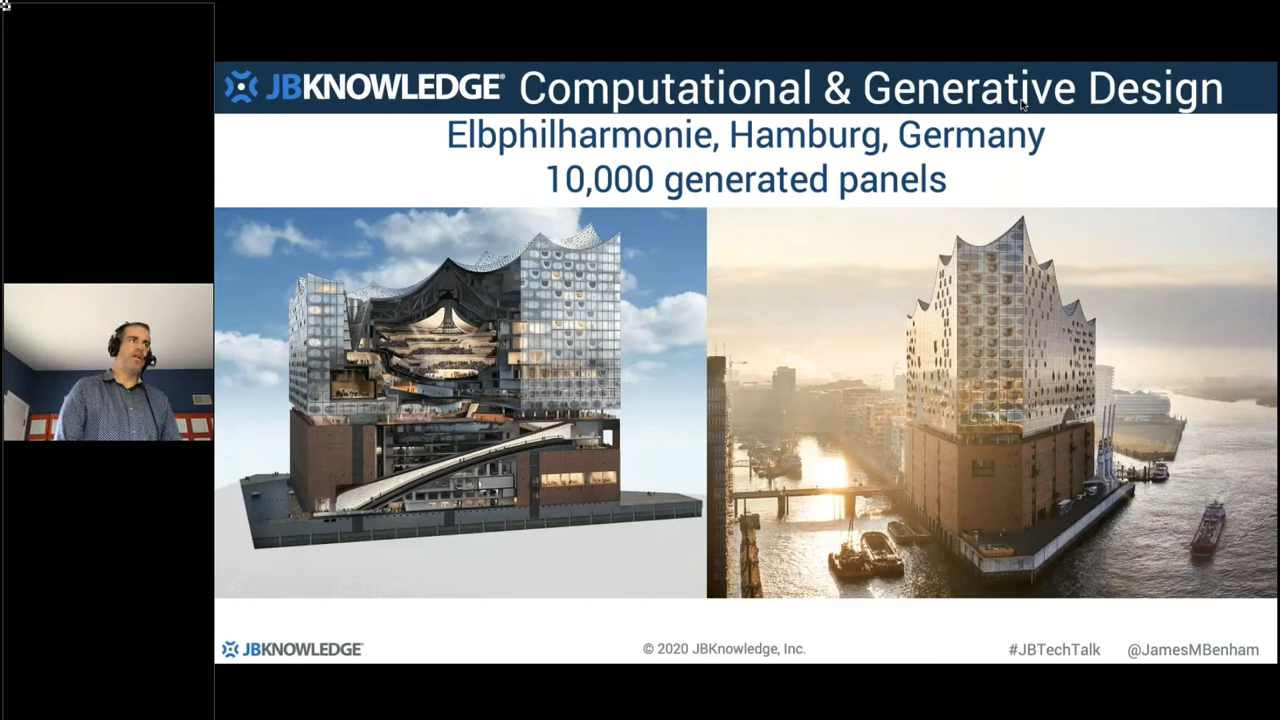 JBKNOWLEDGE® Computational & Generative Design
Elbphilharmonie, Hamburg, Germany
10,000 generated panels
JBKNOWLEDGE © 2020 JBKnowledge, Inc. #JBTechTalk @JamesMBenham